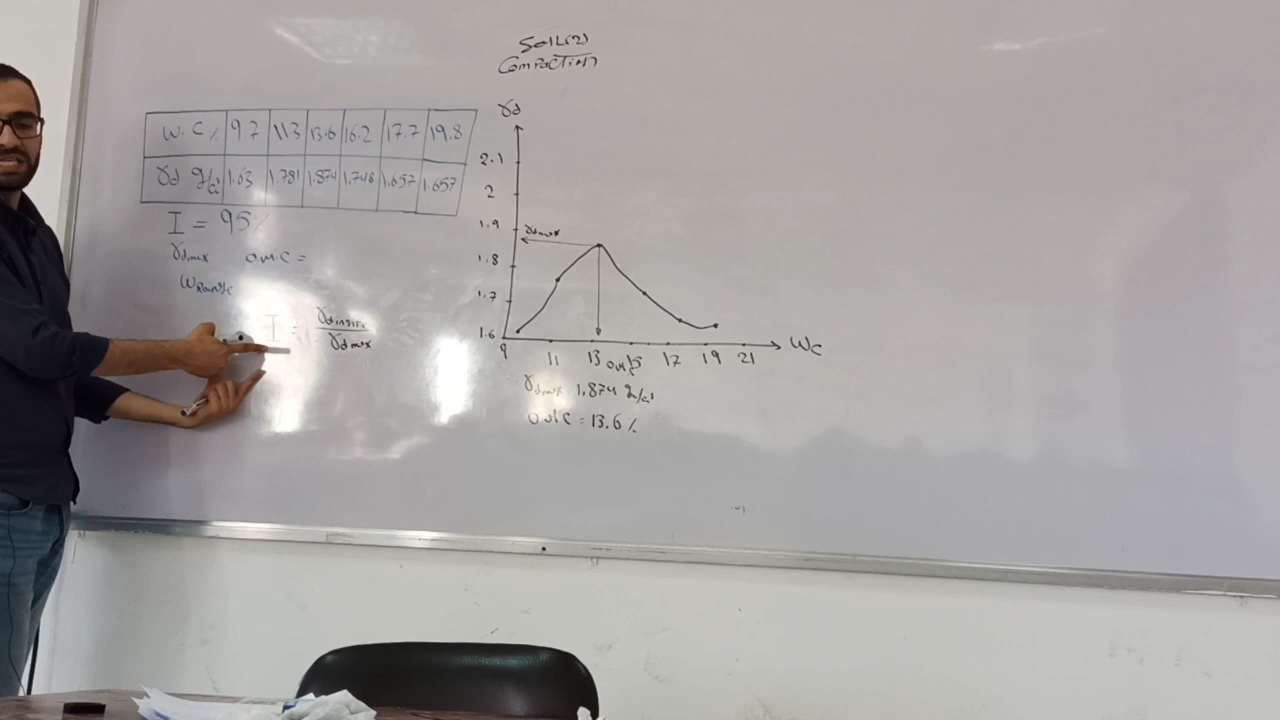 Soil(2)
Compaction
W.C % 9.7 11.3 13.6 16.2 17.7 19.8
γd g/c³ 1.63 1.781 1.874 1.748 1.657 1.657
I = 95 %
γdmax O.M.C =
WRange
I = γdinsite / γdmax
γd
2.1
2
1.9
1.8
1.7
1.6
γdmax
9 11 13 15 17 19 21 Wc
γdmax = 1.874 g/c³
O.M.C = 13.6 %